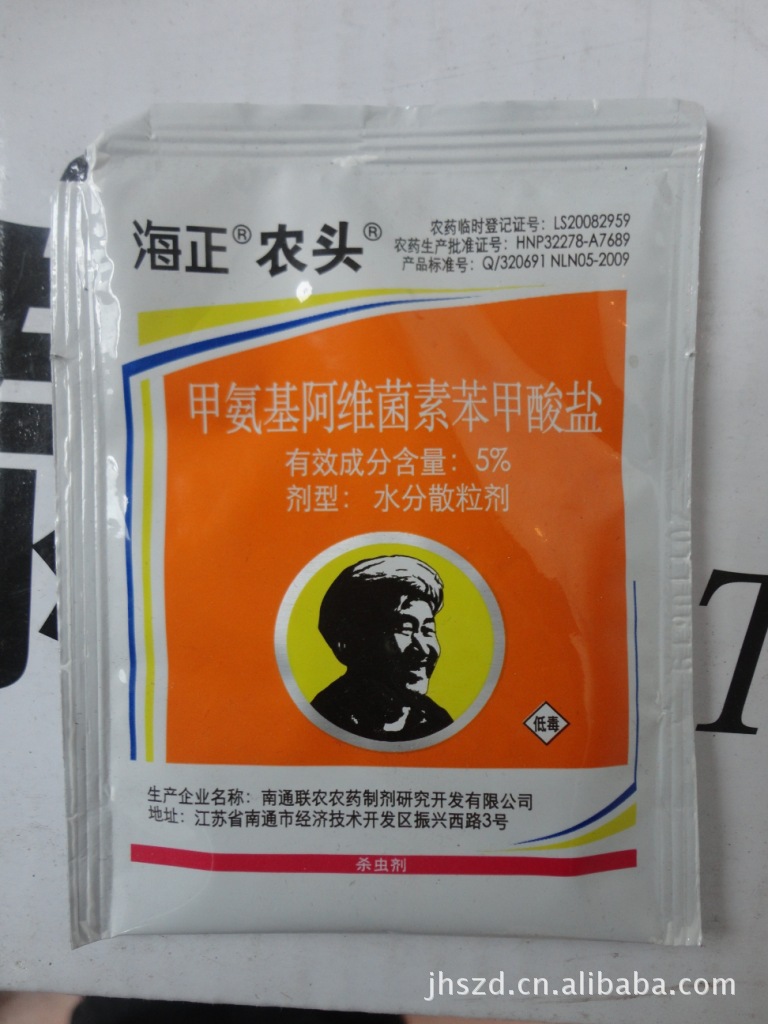 海正® 农头®
农药临时登记证号：LS20082959
农药生产批准证号：HNP32278-A7689
产品标准号：Q/320691 NLN05-2009
甲氨基阿维菌素苯甲酸盐
有效成分含量：5%
剂型：水分散粒剂
低毒
生产企业名称：南通联农农药制剂研究开发有限公司
地址：江苏省南通市经济技术开发区振兴西路3号
杀虫剂
T
jhszd.cn.alibaba.com